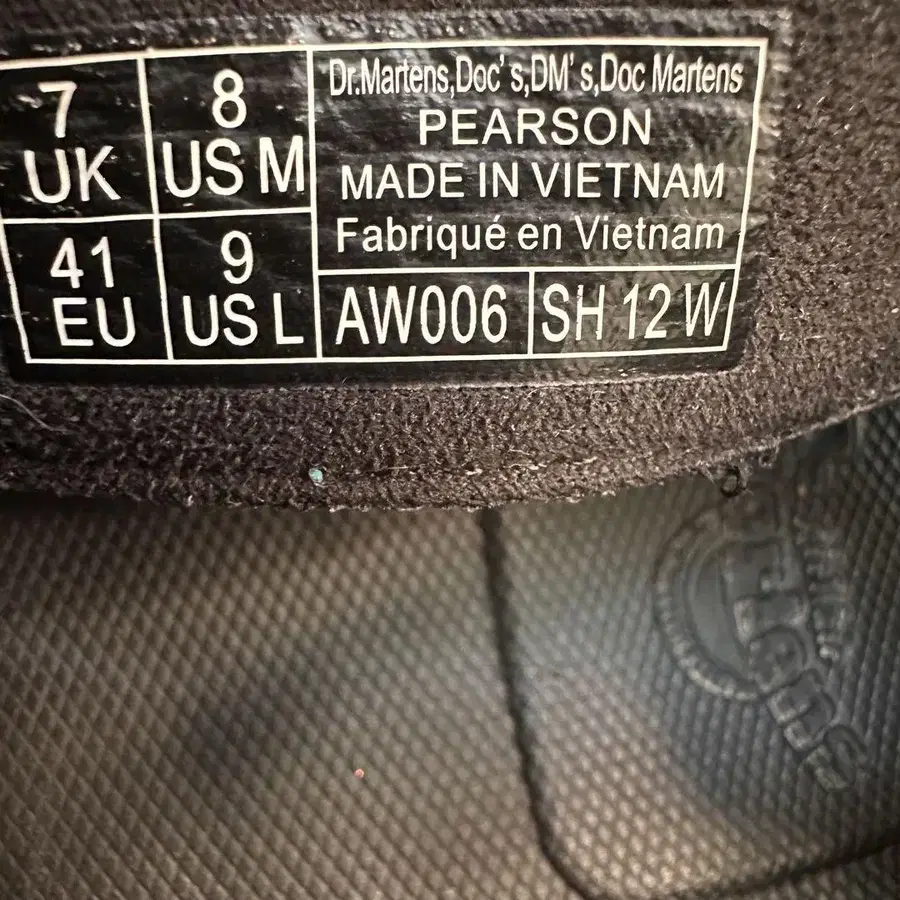 7
UK
8
US M
41
EU
9
US L
Dr.Martens,Doc's,DM's,Doc Martens
PEARSON
MADE IN VIETNAM
Fabriqué en Vietnam
AW006
SH 12 W